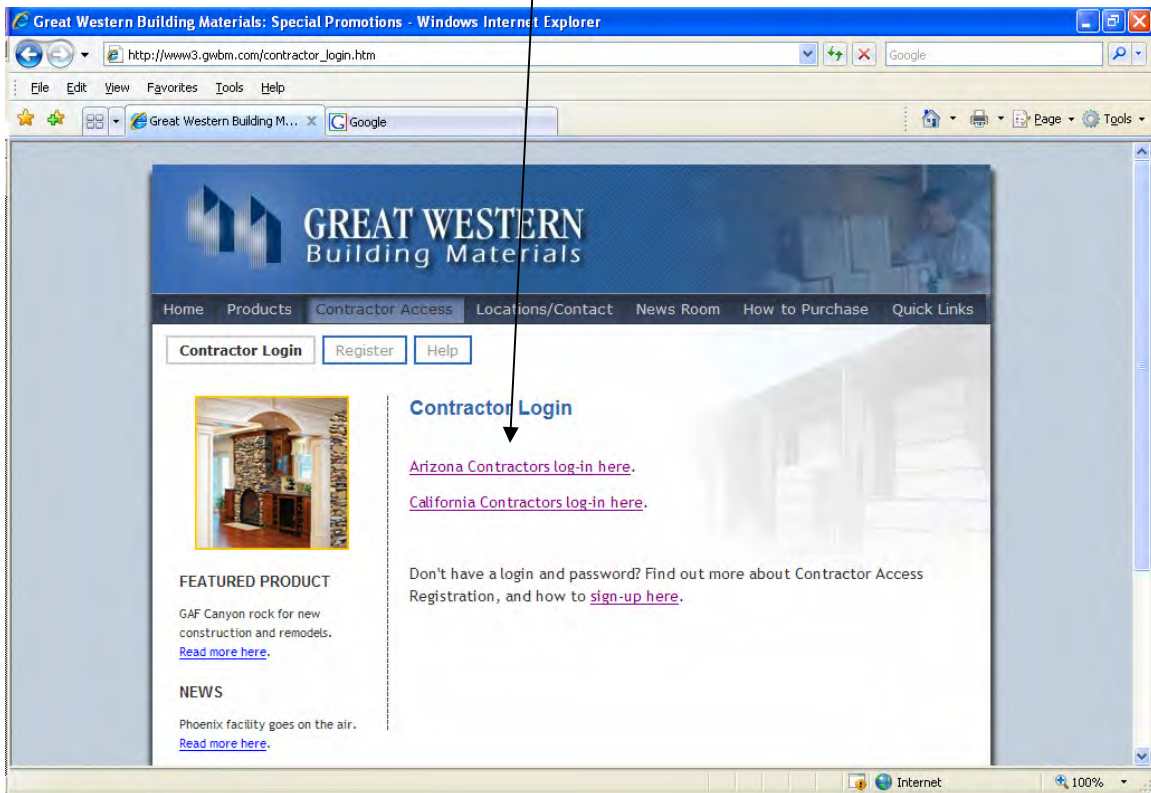 Great Western Building Materials: Special Promotions - Windows Internet Explorer
http://www3.gwbm.com/contractor_login.htm
Google
File Edit View Favorites Tools Help
Great Western Building M... Google
Page Tools
GREAT WESTERN
Building Materials
Home Products Contractor Access Locations/Contact News Room How to Purchase Quick Links
Contractor Login Register Help
Contractor Login
Arizona Contractors log-in here.
California Contractors log-in here.
Don't have a login and password? Find out more about Contractor Access
Registration, and how to sign-up here.
FEATURED PRODUCT
GAF Canyon rock for new
construction and remodels.
Read more here.
NEWS
Phoenix facility goes on the air.
Read more here.
Internet 100%